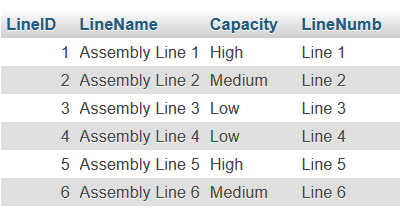 LineID LineName Capacity LineNumb
1 Assembly Line 1 High Line 1
2 Assembly Line 2 Medium Line 2
3 Assembly Line 3 Low Line 3
4 Assembly Line 4 Low Line 4
5 Assembly Line 5 High Line 5
6 Assembly Line 6 Medium Line 6